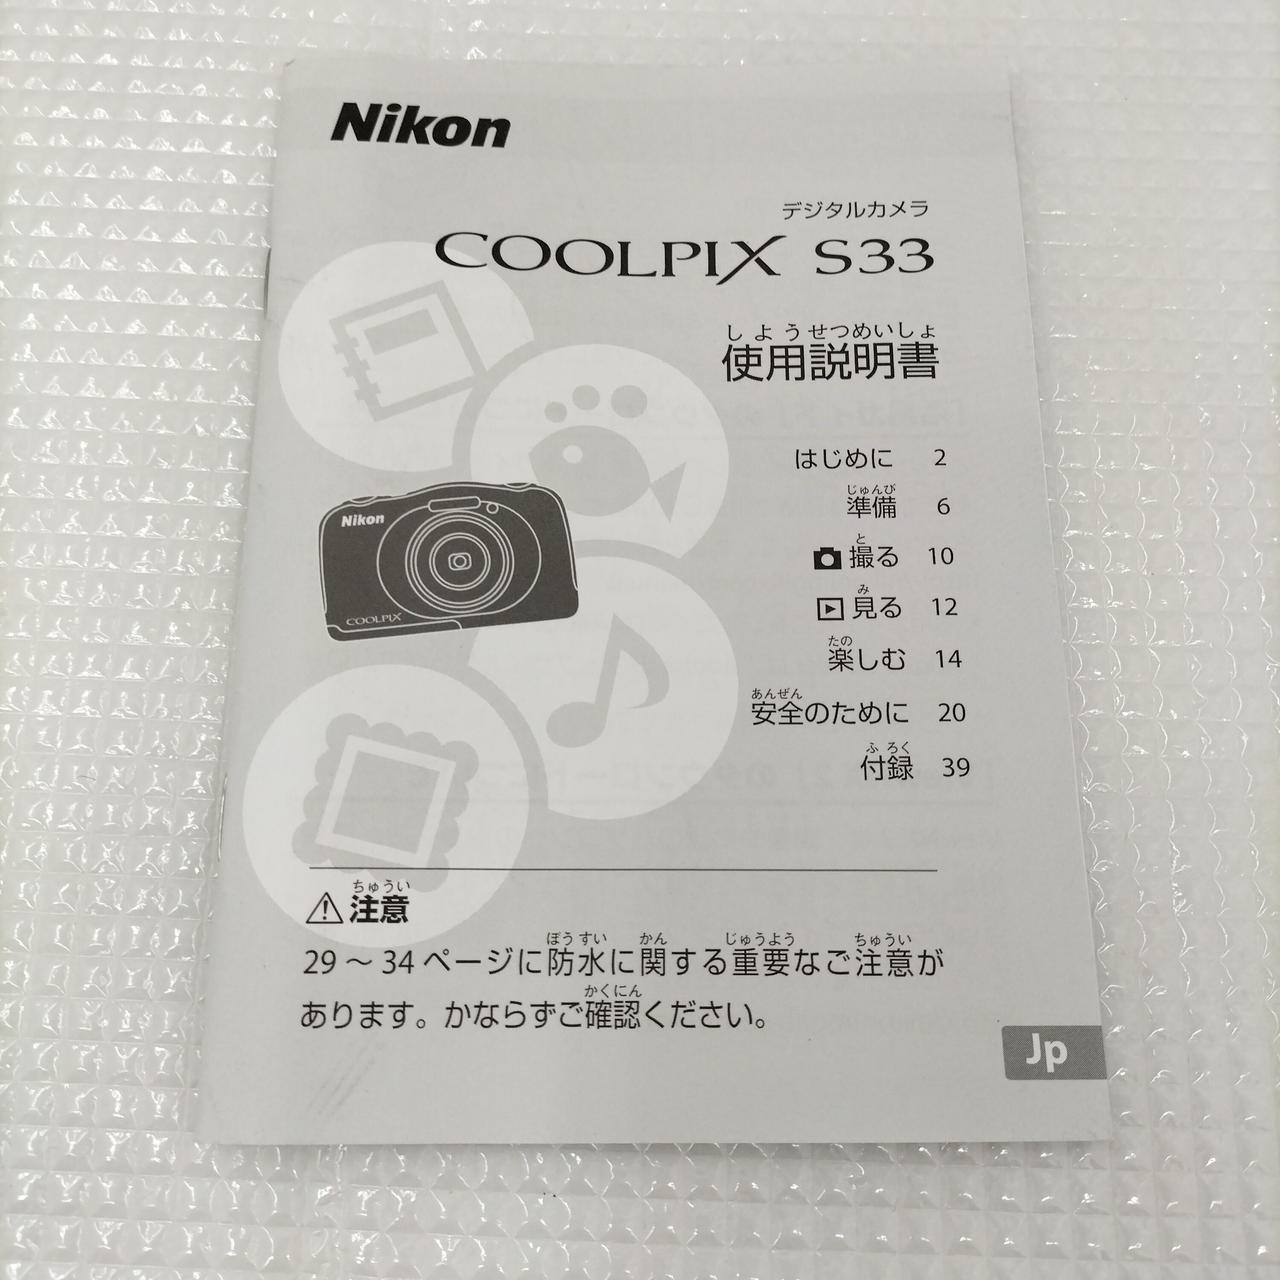 Nikon
デジタルカメラ
COOLPIX S33
しようせつめいしょ
使用説明書
はじめに 2
じゅんび
準備 6
と
撮る 10
み
見る 12
たの
楽しむ 14
あんぜん
安全のために 20
ふろく
付録 39
Nikon
COOLPIX
ちゅうい
注意
ぼうすい かん じゅうよう ちゅうい
29～34ページに防水に関する重要なご注意が
かくにん
あります。かならずご確認ください。
Jp